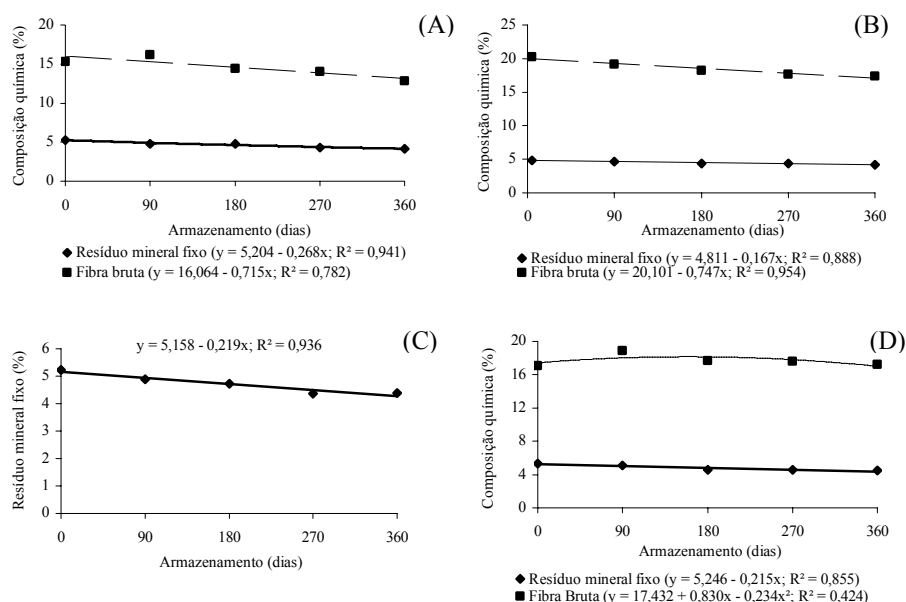 (A)
Composição química (%)
20
15
10
5
0
0 90 180 270 360
Armazenamento (dias)
Resíduo mineral fixo (y = 5,204 - 0,268x; R² = 0,941)
Fibra bruta (y = 16,064 - 0,715x; R² = 0,782)
(B)
Composição química (%)
25
20
15
10
5
0
0 90 180 270 360
Armazenamento (dias)
Resíduo mineral fixo (y = 4,811 - 0,167x; R² = 0,888)
Fibra bruta (y = 20,101 - 0,747x; R² = 0,954)
(C)
y = 5,158 - 0,219x; R² = 0,936
Resíduo mineral fixo (%)
6
5
4
3
2
1
0
0 90 180 270 360
Armazenamento (dias)
(D)
Composição química (%)
20
16
12
8
4
0
0 90 180 270 360
Armazenamento (dias)
Resíduo mineral fixo (y = 5,246 - 0,215x; R² = 0,855)
Fibra Bruta (y = 17,432 + 0,830x - 0,234x²; R² = 0,424)